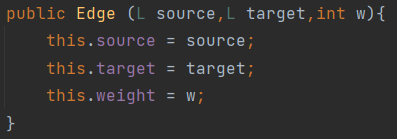 public Edge (L source,L target,int w){
    this.source = source;
    this.target = target;
    this.weight = w;
}